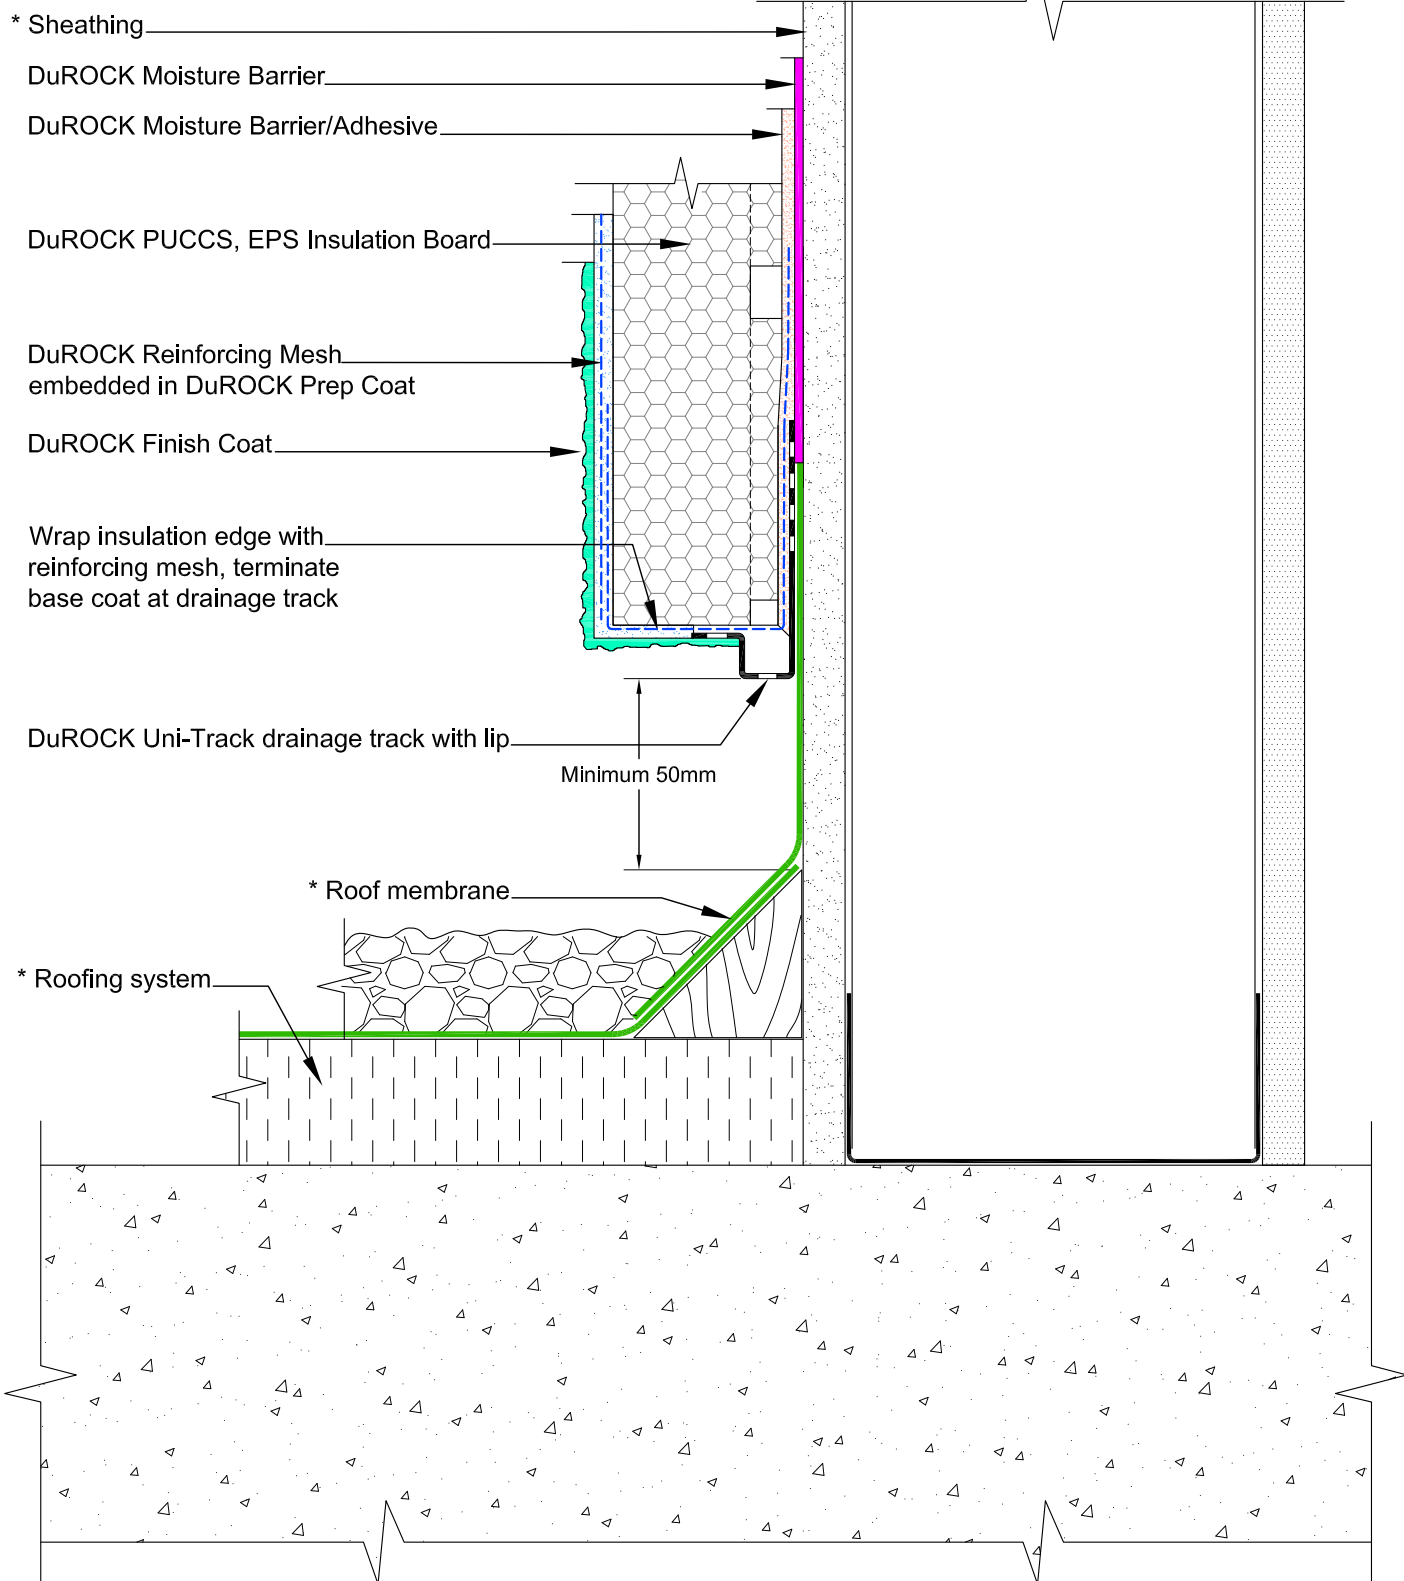 * Sheathing
DuROCK Moisture Barrier
DuROCK Moisture Barrier/Adhesive
DuROCK PUCCS, EPS Insulation Board
DuROCK Reinforcing Mesh
embedded in DuROCK Prep Coat
DuROCK Finish Coat
Wrap insulation edge with
reinforcing mesh, terminate
base coat at drainage track
DuROCK Uni-Track drainage track with lip
Minimum 50mm
* Roof membrane
* Roofing system